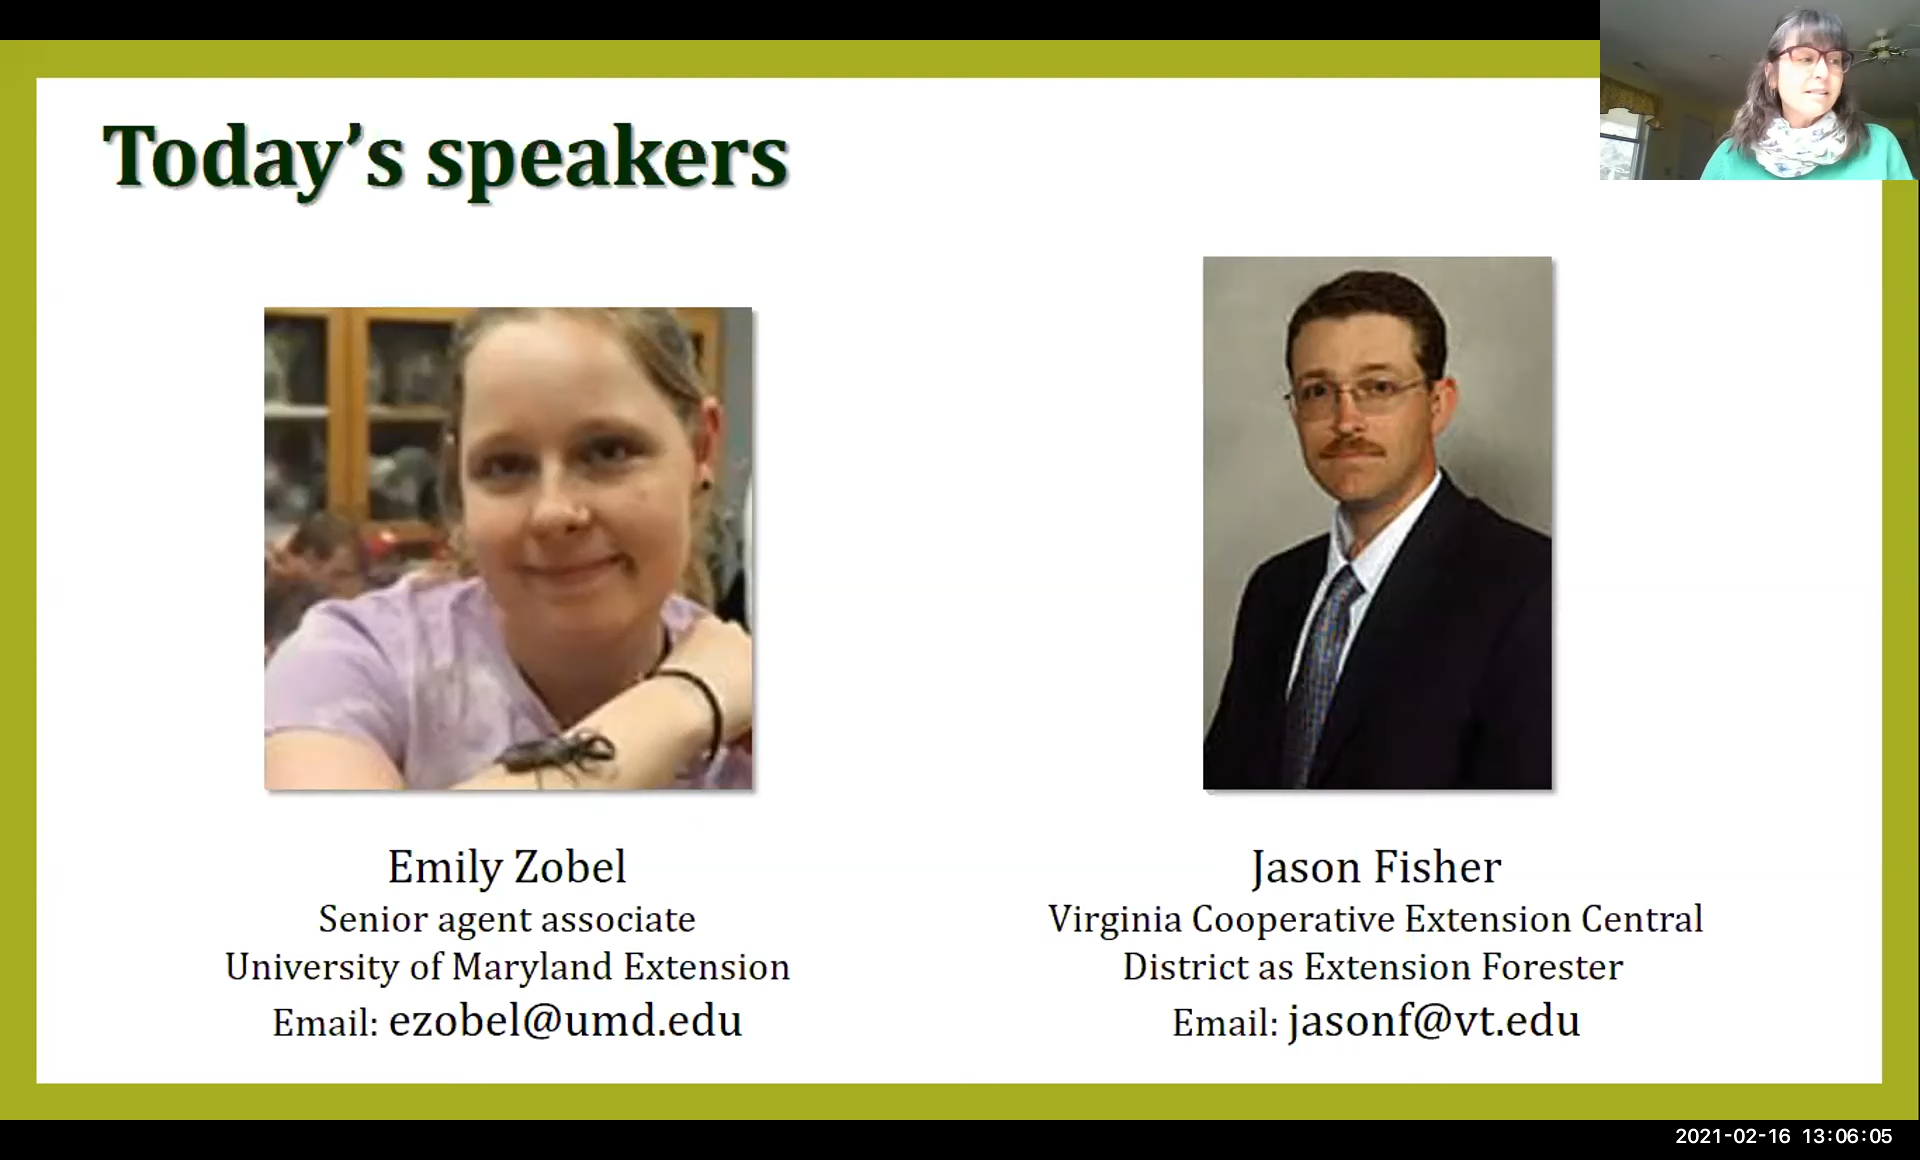 Today’s speakers
Emily Zobel
Senior agent associate
University of Maryland Extension
Email: ezobel@umd.edu
Jason Fisher
Virginia Cooperative Extension Central
District as Extension Forester
Email: jasonf@vt.edu
2021-02-16 13:06:05